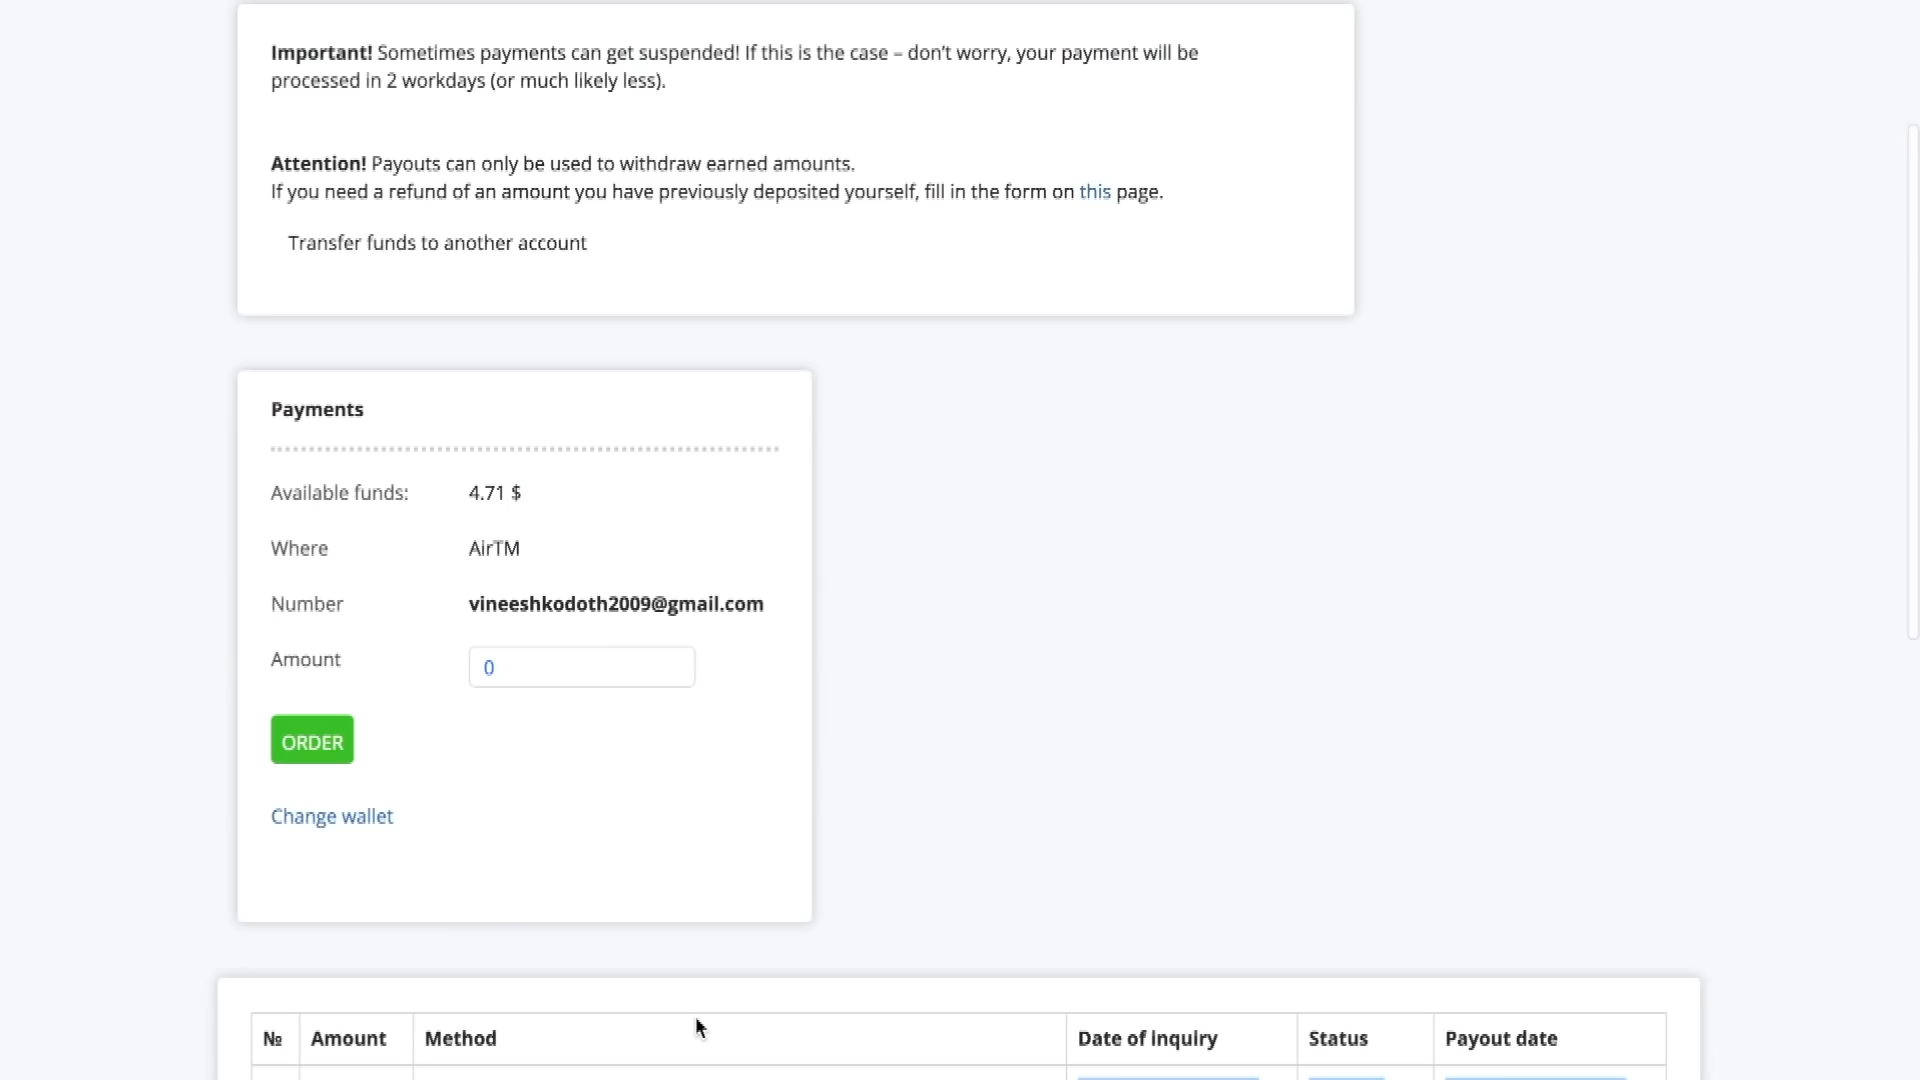 Important! Sometimes payments can get suspended! If this is the case – don't worry, your payment will be
processed in 2 workdays (or much likely less).
Attention! Payouts can only be used to withdraw earned amounts.
If you need a refund of an amount you have previously deposited yourself, fill in the form on this page.
Transfer funds to another account
Payments
Available funds: 4.71 $
Where AirTM
Number vineeshkodoth2009@gmail.com
Amount 0
ORDER
Change wallet
№ Amount Method Date of inquiry Status Payout date